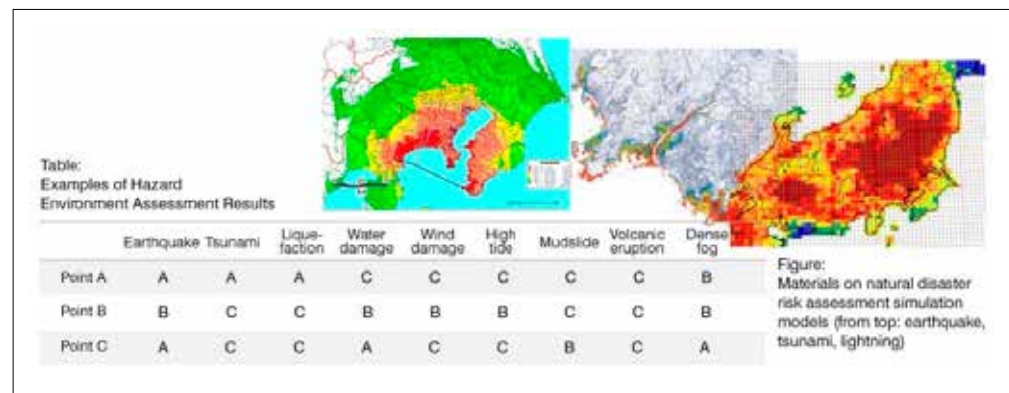 Table:
Examples of Hazard
Environment Assessment Results
Earthquake Tsunami Lique-faction Water damage Wind damage High tide Mudslide Volcanic eruption Dense fog
Point A A A A C C C C C B
Point B B C C B B B C C B
Point C A C C A C C B C A
Figure:
Materials on natural disaster
risk assessment simulation
models (from top: earthquake,
tsunami, lightning)